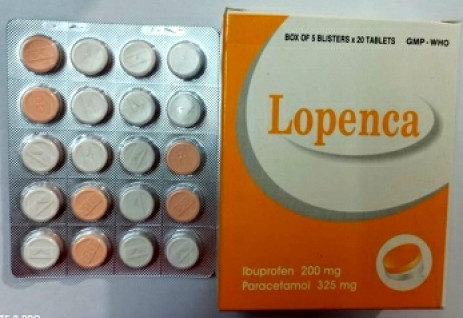 BOX OF 5 BLISTERS x 20 TABLETS GMP - WHO
Lopenca
Ibuprofen 200 mg
Paracetamol 325 mg